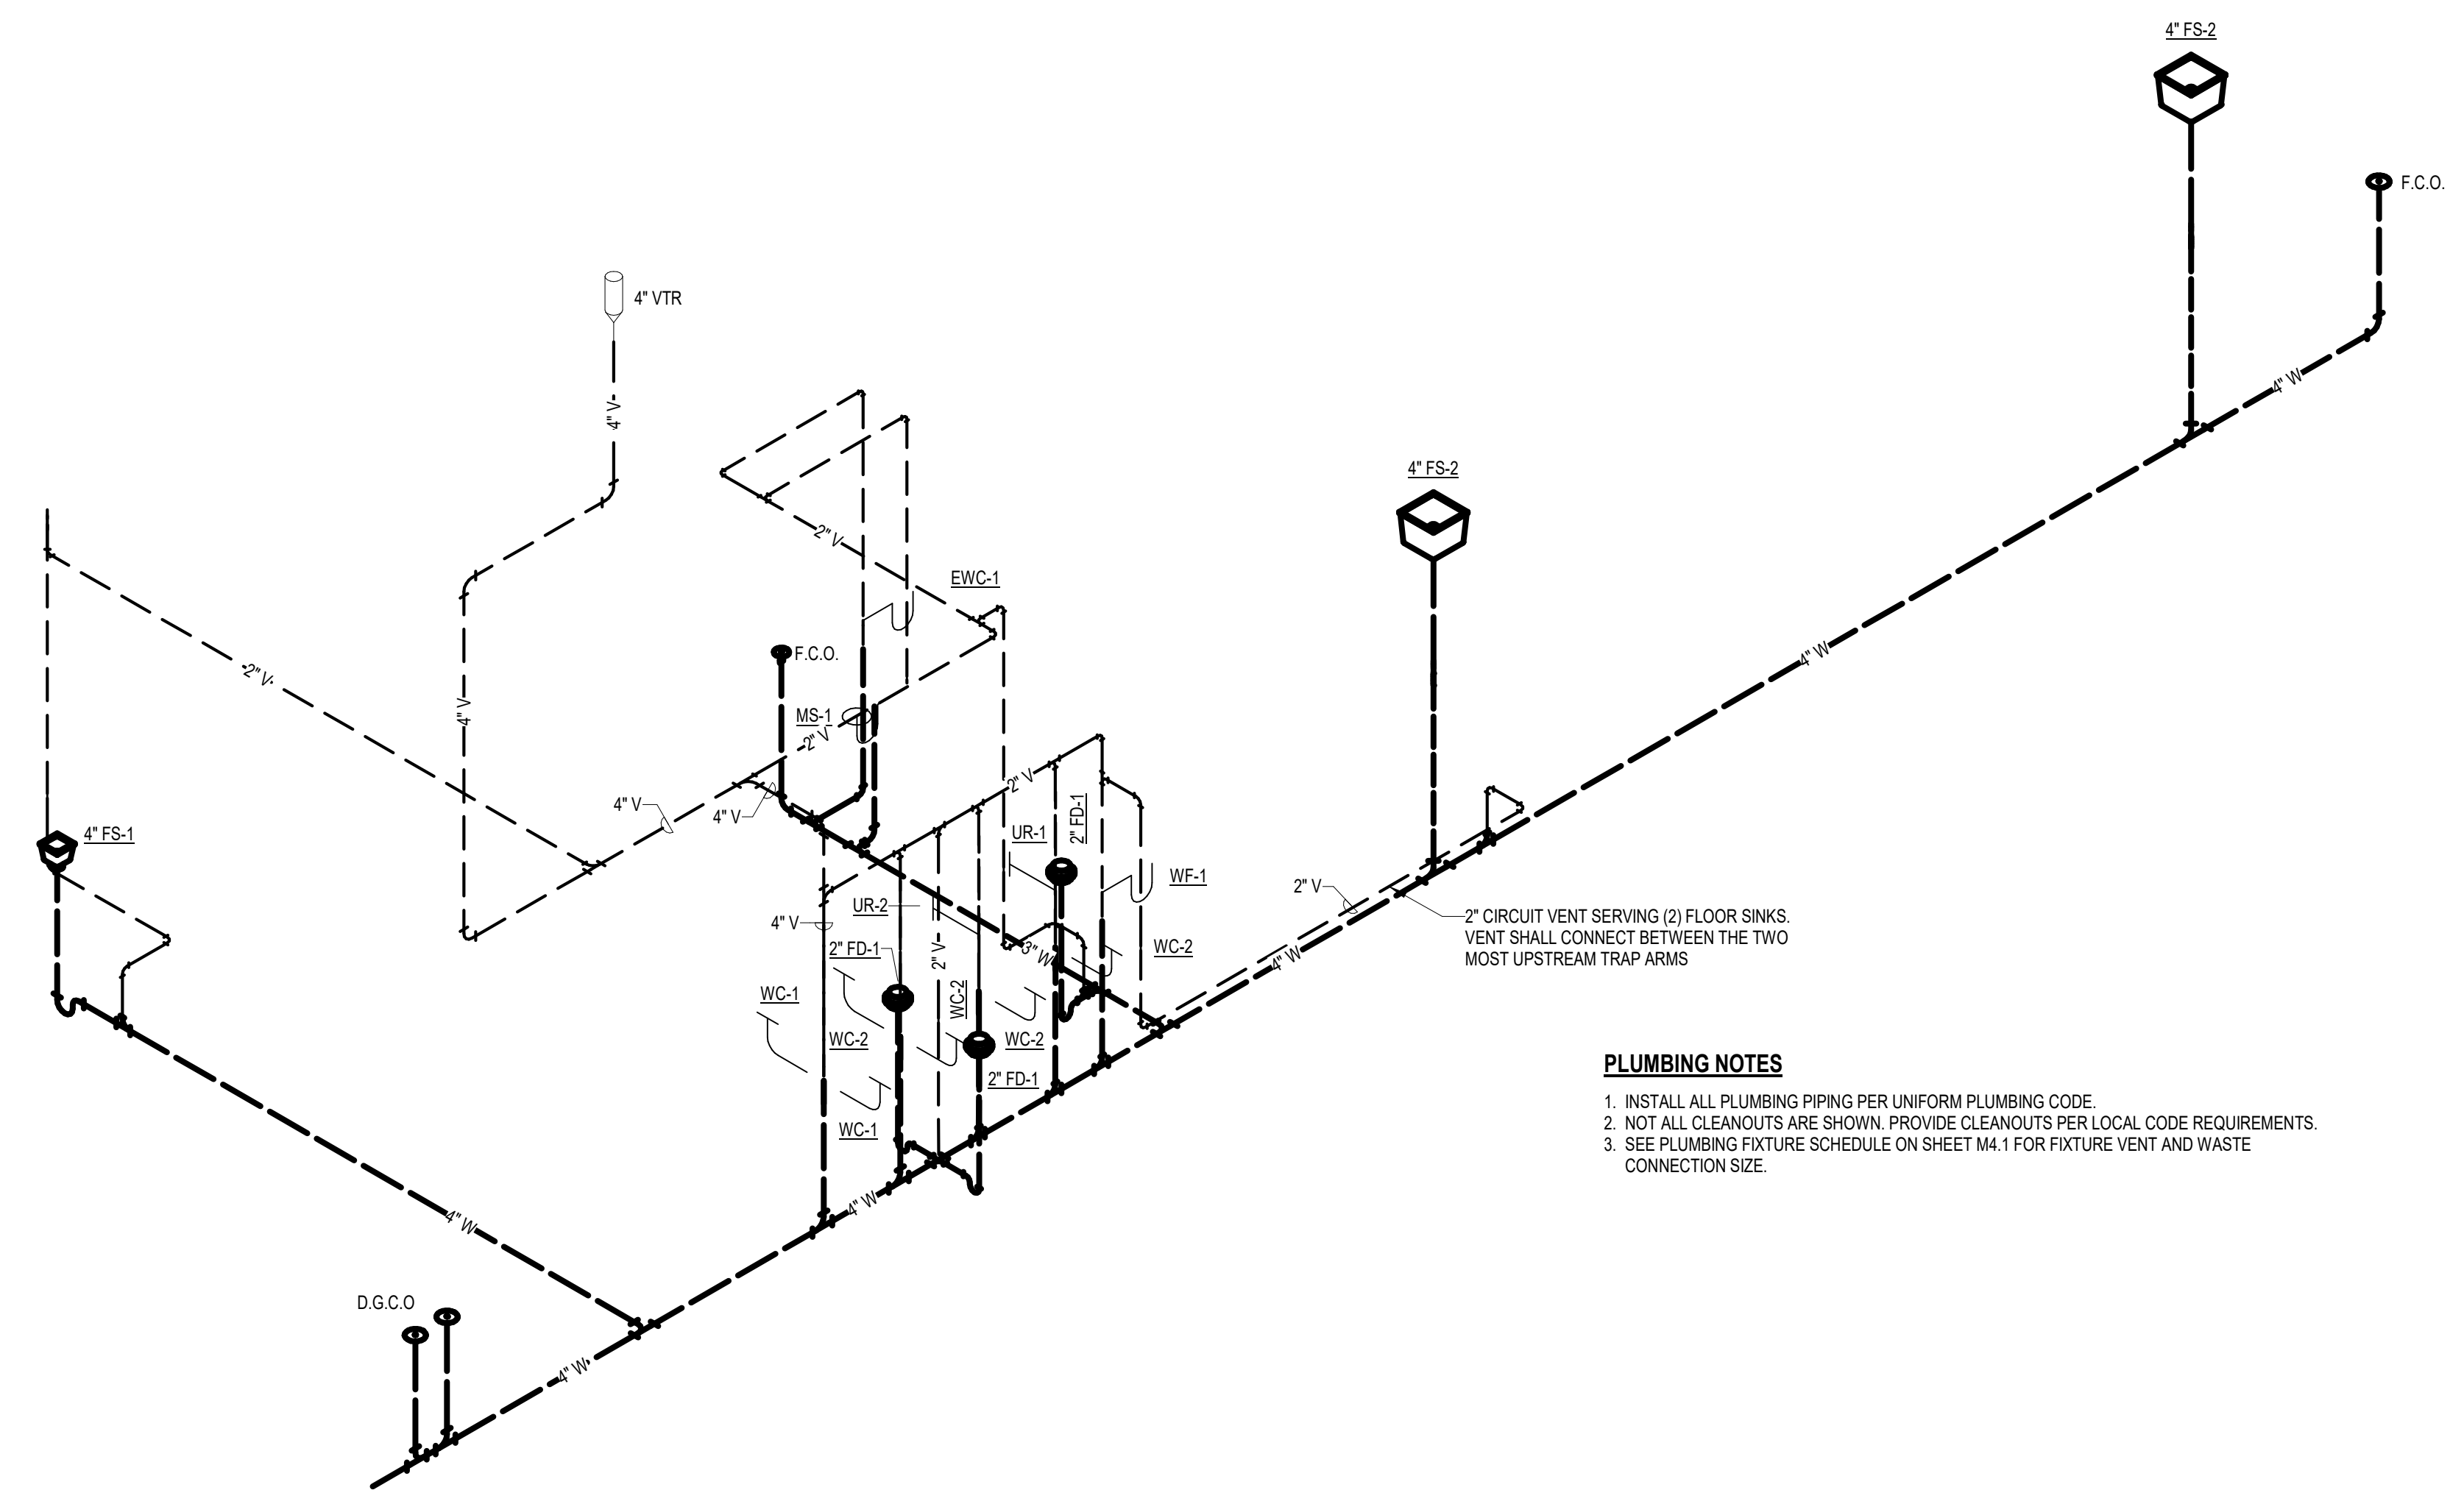 4" FS-2
F.C.O.
4" VTR
4" V
4" W
4" FS-2
2" V
EWC-1
F.C.O.
4" W
2" V
4" V
MS-1
2" V
2" V
4" V
4" V
4" FS-1
UR-1
2" FD-1
WF-1
2" V
UR-2
4" V
2" CIRCUIT VENT SERVING (2) FLOOR SINKS.
VENT SHALL CONNECT BETWEEN THE TWO
MOST UPSTREAM TRAP ARMS
2" FD-1
2" V
3" W
WC-2
4" W
WC-1
WC-2
WC-2
WC-2
2" FD-1
WC-1
PLUMBING NOTES
1. INSTALL ALL PLUMBING PIPING PER UNIFORM PLUMBING CODE.
2. NOT ALL CLEANOUTS ARE SHOWN. PROVIDE CLEANOUTS PER LOCAL CODE REQUIREMENTS.
3. SEE PLUMBING FIXTURE SCHEDULE ON SHEET M4.1 FOR FIXTURE VENT AND WASTE
CONNECTION SIZE.
4" W
4" W
D.G.C.O
4" W